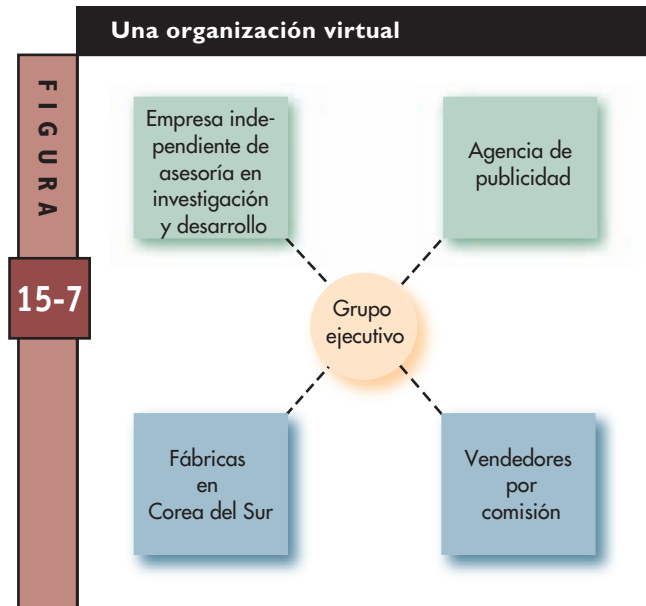 Una organización virtual
FIGURA
15-7
Empresa inde-
pendiente de
asesoría en
investigación
y desarrollo
Agencia de
publicidad
Grupo
ejecutivo
Fábricas
en
Corea del Sur
Vendedores
por
comisión